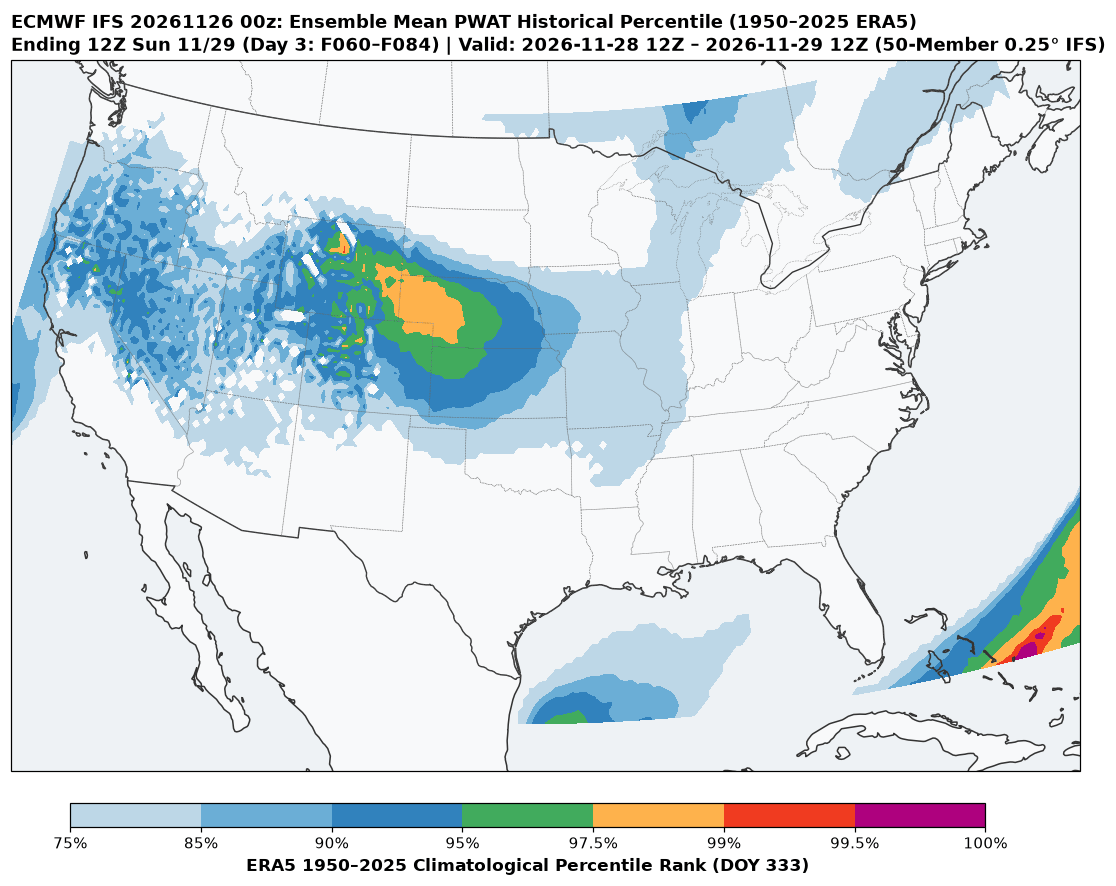 ECMWF IFS 20261126 00z: Ensemble Mean PWAT Historical Percentile (1950–2025 ERA5)
Ending 12Z Sun 11/29 (Day 3: F060–F084) | Valid: 2026-11-28 12Z – 2026-11-29 12Z (50-Member 0.25° IFS)
75% 85% 90% 95% 97.5% 99% 99.5% 100%
ERA5 1950–2025 Climatological Percentile Rank (DOY 333)